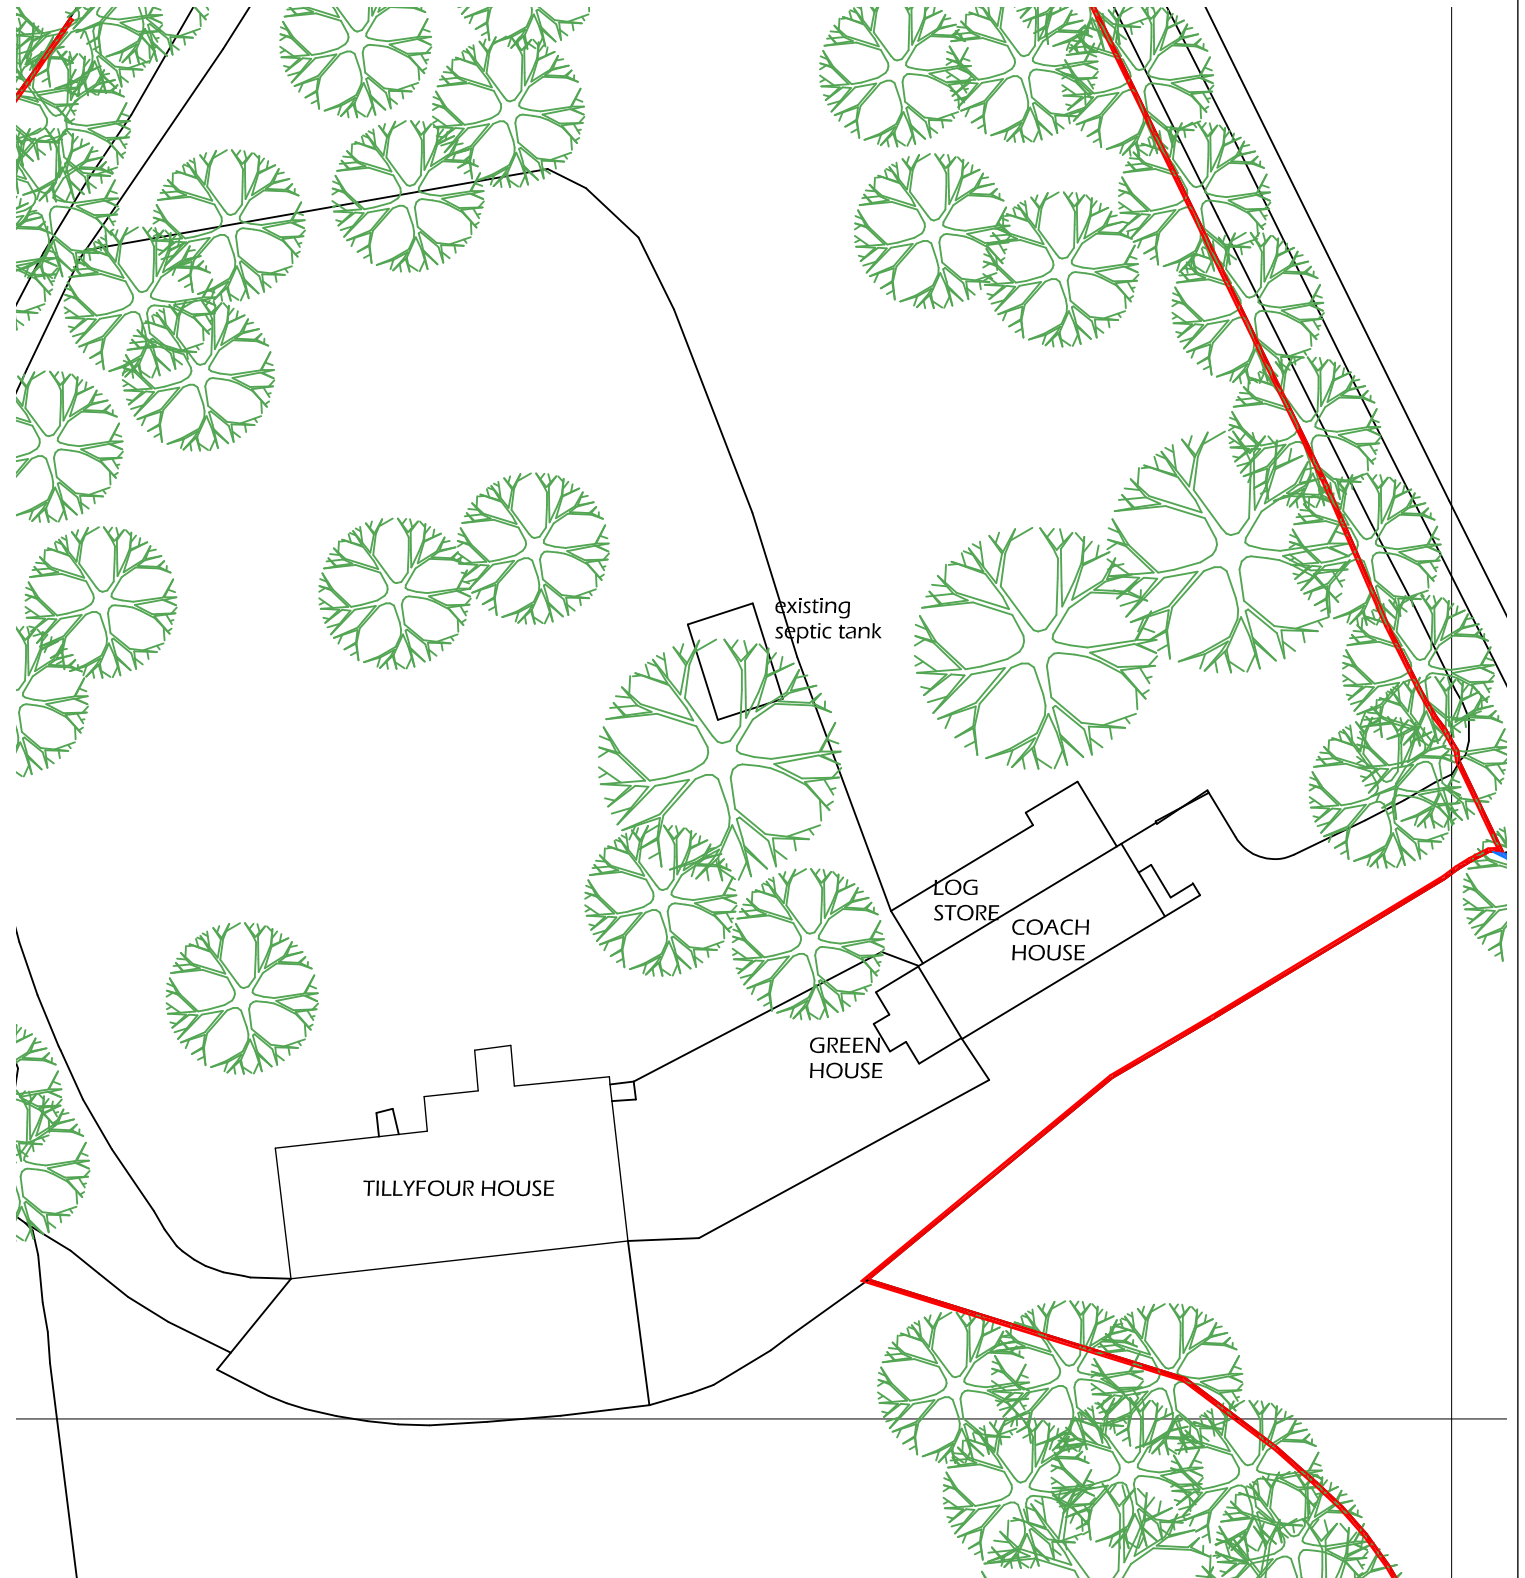 existing
septic tank
LOG
STORE
COACH
HOUSE
GREEN
HOUSE
TILLYFOUR HOUSE